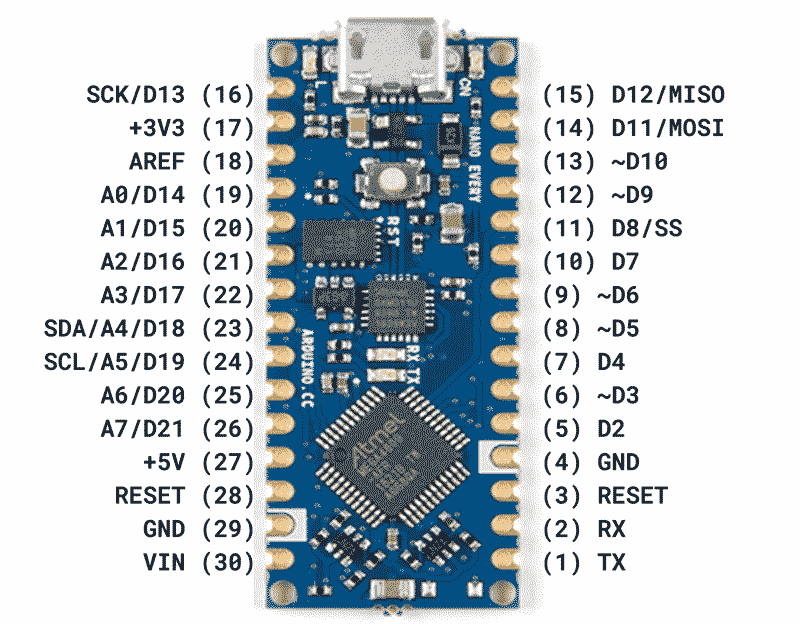 SCK/D13 (16)
+3V3 (17)
AREF (18)
A0/D14 (19)
A1/D15 (20)
A2/D16 (21)
A3/D17 (22)
SDA/A4/D18 (23)
SCL/A5/D19 (24)
A6/D20 (25)
A7/D21 (26)
+5V (27)
RESET (28)
GND (29)
VIN (30)
L
ON
NANO EVERY
RST
RX TX
ARDUINO.CC
Atmel
(15) D12/MISO
(14) D11/MOSI
(13) ~D10
(12) ~D9
(11) D8/SS
(10) D7
(9) ~D6
(8) ~D5
(7) D4
(6) ~D3
(5) D2
(4) GND
(3) RESET
(2) RX
(1) TX